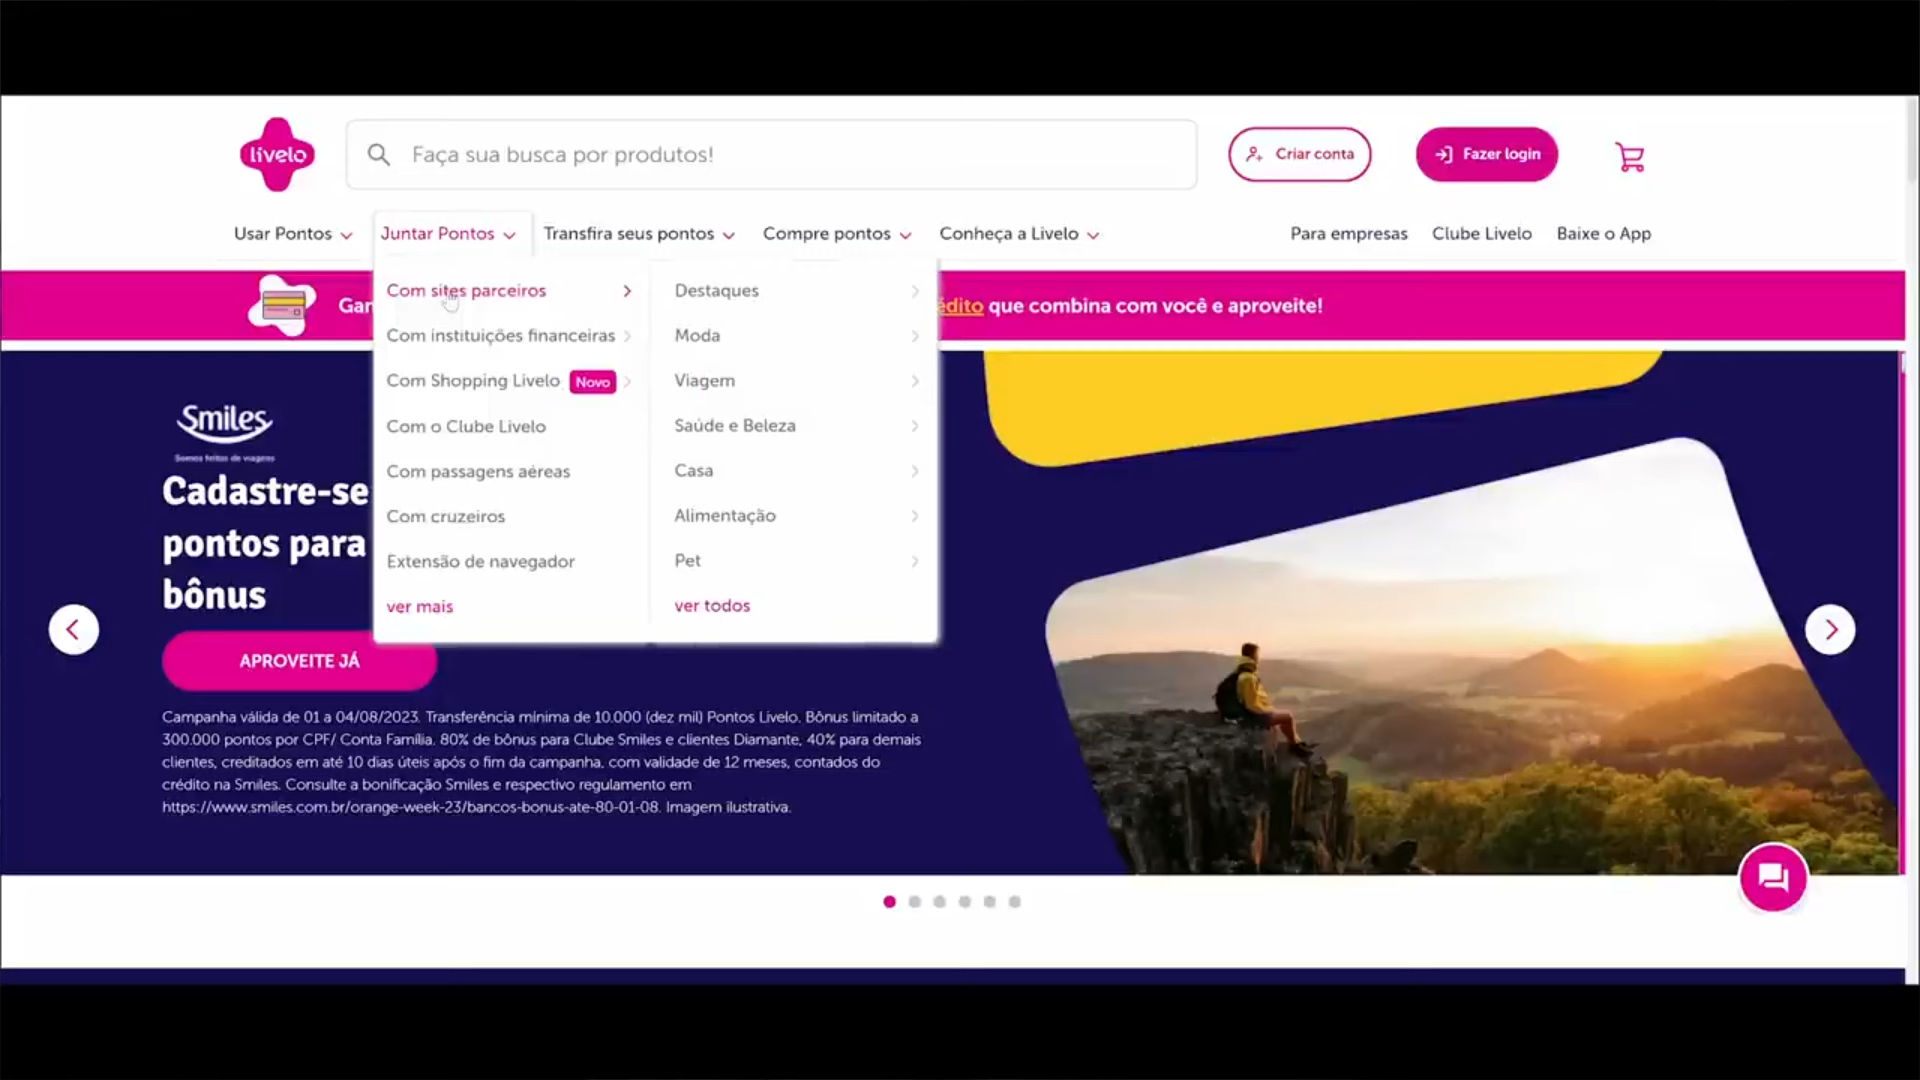 livelo
Faça sua busca por produtos!
Criar conta
Fazer login
Usar Pontos
Juntar Pontos
Transfira seus pontos
Compre pontos
Conheça a Livelo
Para empresas
Clube Livelo
Baixe o App
Gan
édito que combina com você e aproveite!
Com sites parceiros
Com instituições financeiras
Com Shopping Livelo Novo
Com o Clube Livelo
Com passagens aéreas
Com cruzeiros
Extensão de navegador
ver mais
Destaques
Moda
Viagem
Saúde e Beleza
Casa
Alimentação
Pet
ver todos
Smiles
Somos feitos de viagens
Cadastre-se
pontos para
bônus
APROVEITE JÁ
Campanha válida de 01 a 04/08/2023. Transferência mínima de 10.000 (dez mil) Pontos Livelo. Bônus limitado a
300.000 pontos por CPF/ Conta Família. 80% de bônus para Clube Smiles e clientes Diamante, 40% para demais
clientes, creditados em até 10 dias úteis após o fim da campanha, com validade de 12 meses, contados do
crédito na Smiles. Consulte a bonificação Smiles e respectivo regulamento em
https://www.smiles.com.br/orange-week-23/bancos-bonus-ate-80-01-08. Imagem ilustrativa.